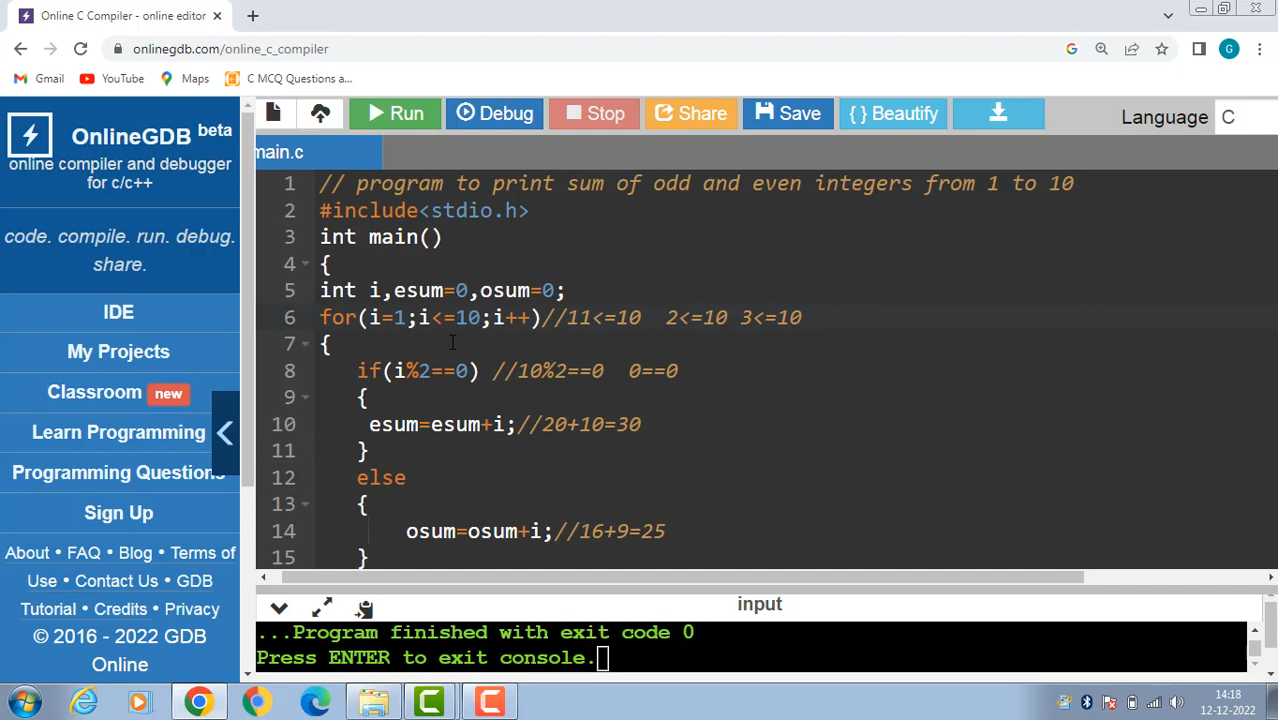 Online C Compiler - online editor
onlinegdb.com/online_c_compiler
G
Gmail YouTube Maps C MCQ Questions a...
OnlineGDB beta
online compiler and debugger
for c/c++
code. compile. run. debug.
share.
IDE
My Projects
Classroom new
Learn Programming
Programming Questions
Sign Up
About • FAQ • Blog • Terms of
Use • Contact Us • GDB
Tutorial • Credits • Privacy
© 2016 - 2022 GDB
Online
Run Debug Stop Share Save { } Beautify Language C
main.c
1 // program to print sum of odd and even integers from 1 to 10
2 #include<stdio.h>
3 int main()
4 {
5 int i,esum=0,osum=0;
6 for(i=1;i<=10;i++)//11<=10 2<=10 3<=10
7 {
8 if(i%2==0) //10%2==0 0==0
9 {
10 esum=esum+i;//20+10=30
11 }
12 else
13 {
14 osum=osum+i;//16+9=25
15 }
input
...Program finished with exit code 0
Press ENTER to exit console.
14:18
12-12-2022